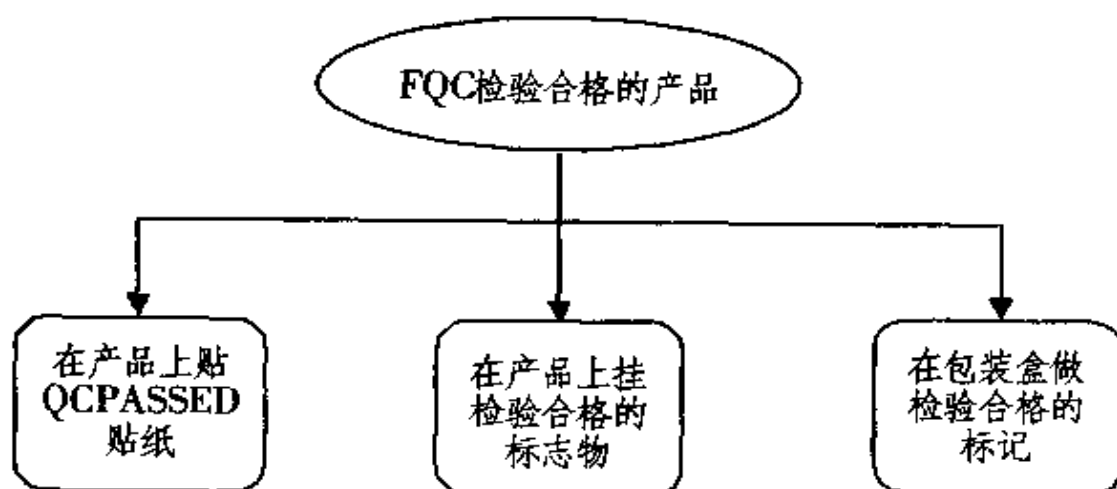 FQC检验合格的产品
在产品上贴
QCPASSED
贴纸
在产品上挂
检验合格的
标志物
在包装盒做
检验合格的
标记